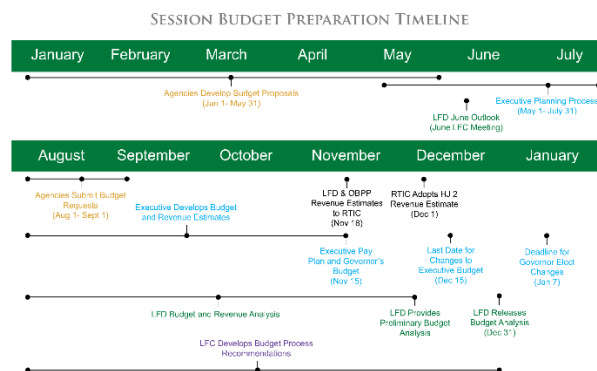 SESSION BUDGET PREPARATION TIMELINE
January February March April May June July
Agencies Develop Budget Proposals
(Jan 1- May 31)
Executive Planning Process
(May 1- July 31)
LFD June Outlook
(June LFC Meeting)
August September October November December January
Agencies Submit Budget
Requests
(Aug 1- Sept 1)
Executive Develops Budget
and Revenue Estimates
LFD & OBPP
Revenue Estimates
to RTIC
(Nov 18)
RTIC Adopts HJ 2
Revenue Estimate
(Dec 1)
Executive Pay
Plan and Governor's
Budget
(Nov 15)
Last Date for
Changes to
Executive Budget
(Dec 15)
Deadline for
Governor Elect
Changes
(Jan 7)
LFD Budget and Revenue Analysis
LFD Provides
Preliminary Budget
Analysis
LFD Releases
Budget Analysis
(Dec 31)
LFC Develops Budget Process
Recommendations